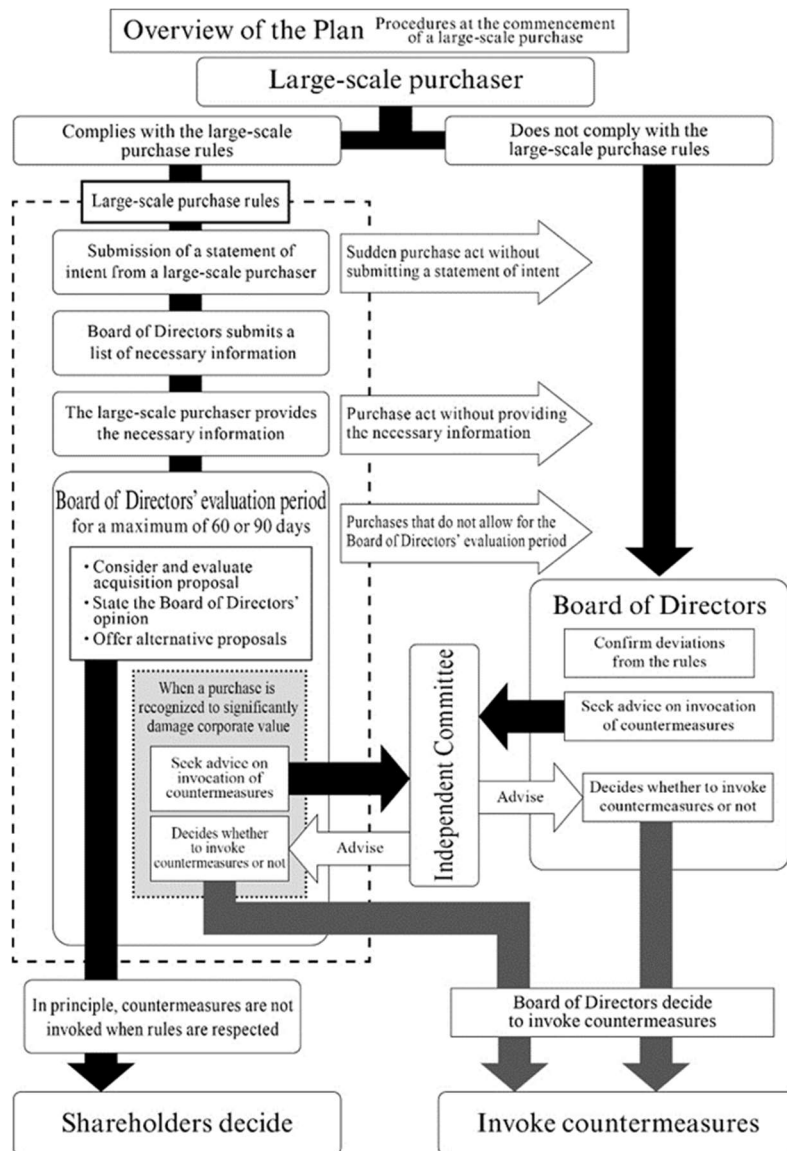 Overview of the Plan
Procedures at the commencement
of a large-scale purchase
Large-scale purchaser
Complies with the large-scale
purchase rules
Does not comply with the
large-scale purchase rules
Large-scale purchase rules
Submission of a statement of
intent from a large-scale purchaser
Sudden purchase act without
submitting a statement of intent
Board of Directors submits a
list of necessary information
The large-scale purchaser provides
the necessary information
Purchase act without providing
the necessary information
Board of Directors' evaluation period
for a maximum of 60 or 90 days
Purchases that do not allow for the
Board of Directors' evaluation period
• Consider and evaluate
acquisition proposal
• State the Board of Directors'
opinion
• Offer alternative proposals
Board of Directors
Confirm deviations
from the rules
When a purchase is
recognized to significantly
damage corporate value
Seek advice on invocation
of countermeasures
Independent Committee
Seek advice on
invocation of
countermeasures
Advise
Decides whether to invoke
countermeasures or not
Decides whether
to invoke
countermeasures or not
Advise
In principle, countermeasures are not
invoked when rules are respected
Board of Directors decide
to invoke countermeasures
Shareholders decide
Invoke countermeasures